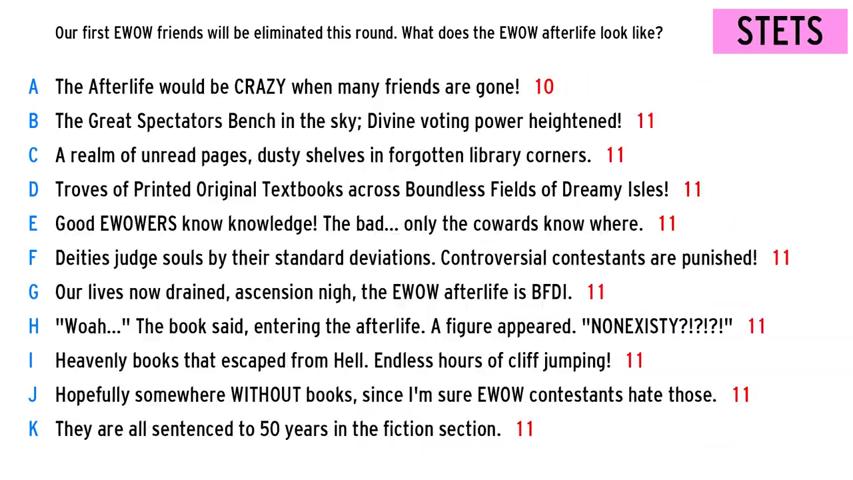 Our first EWOW friends will be eliminated this round. What does the EWOW afterlife look like?
STETS
A The Afterlife would be CRAZY when many friends are gone! 10
B The Great Spectators Bench in the sky; Divine voting power heightened! 11
C A realm of unread pages, dusty shelves in forgotten library corners. 11
D Troves of Printed Original Textbooks across Boundless Fields of Dreamy Isles! 11
E Good EWOWERS know knowledge! The bad... only the cowards know where. 11
F Deities judge souls by their standard deviations. Controversial contestants are punished! 11
G Our lives now drained, ascension nigh, the EWOW afterlife is BFDI. 11
H "Woah..." The book said, entering the afterlife. A figure appeared. "NONEXISTY?!?!?!" 11
I Heavenly books that escaped from Hell. Endless hours of cliff jumping! 11
J Hopefully somewhere WITHOUT books, since I'm sure EWOW contestants hate those. 11
K They are all sentenced to 50 years in the fiction section. 11